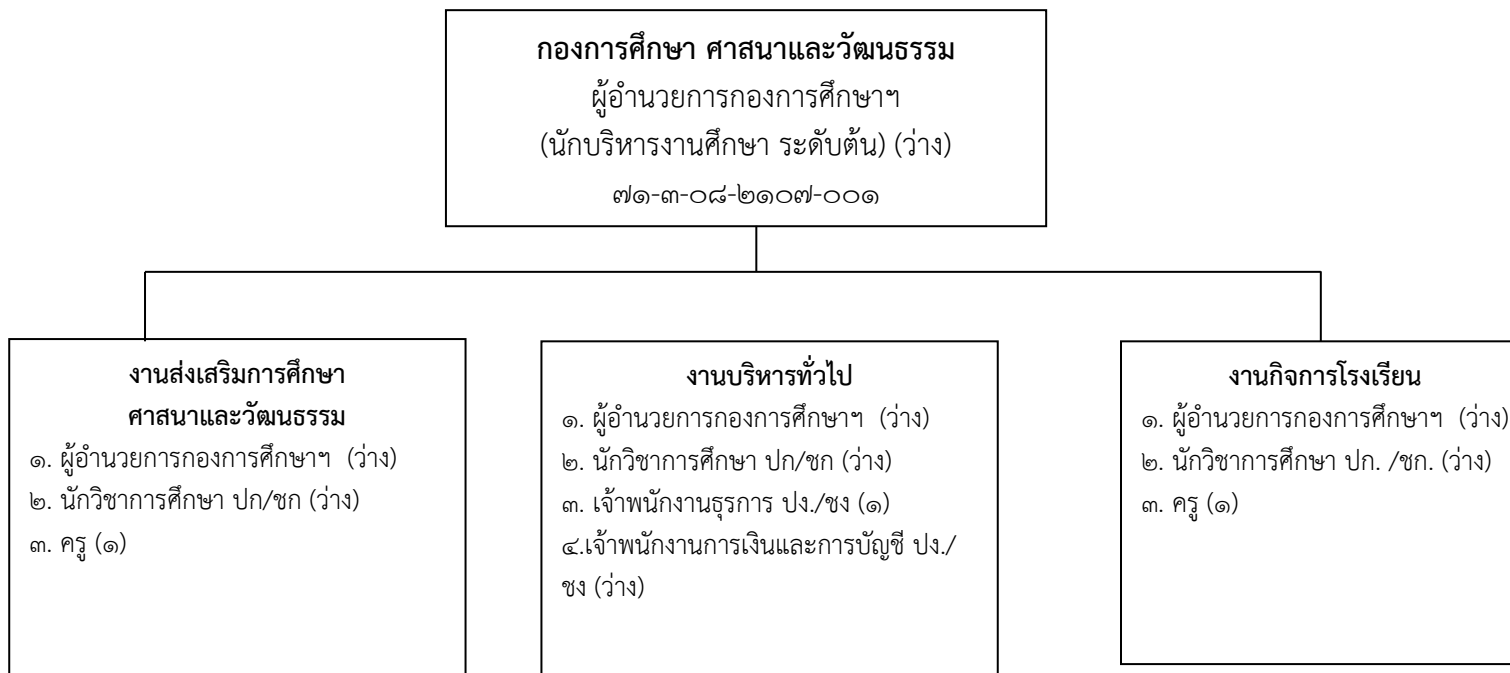 กองการศึกษา ศาสนาและวัฒนธรรม
ผู้อำนวยการกองการศึกษาฯ
(นักบริหารงานศึกษา ระดับต้น) (ว่าง)
๗๑-๓-๐๘-๒๑๐๗-๐๐๑
งานส่งเสริมการศึกษา
ศาสนาและวัฒนธรรม
๑. ผู้อำนวยการกองการศึกษาฯ (ว่าง)
๒. นักวิชาการศึกษา ปก/ชก (ว่าง)
๓. ครู (๑)
งานบริหารทั่วไป
๑. ผู้อำนวยการกองการศึกษาฯ (ว่าง)
๒. นักวิชาการศึกษา ปก/ชก (ว่าง)
๓. เจ้าพนักงานธุรการ ปง./ชง (๑)
๔.เจ้าพนักงานการเงินและการบัญชี ปง./
ชง (ว่าง)
งานกิจการโรงเรียน
๑. ผู้อำนวยการกองการศึกษาฯ (ว่าง)
๒. นักวิชาการศึกษา ปก. /ชก. (ว่าง)
๓. ครู (๑)